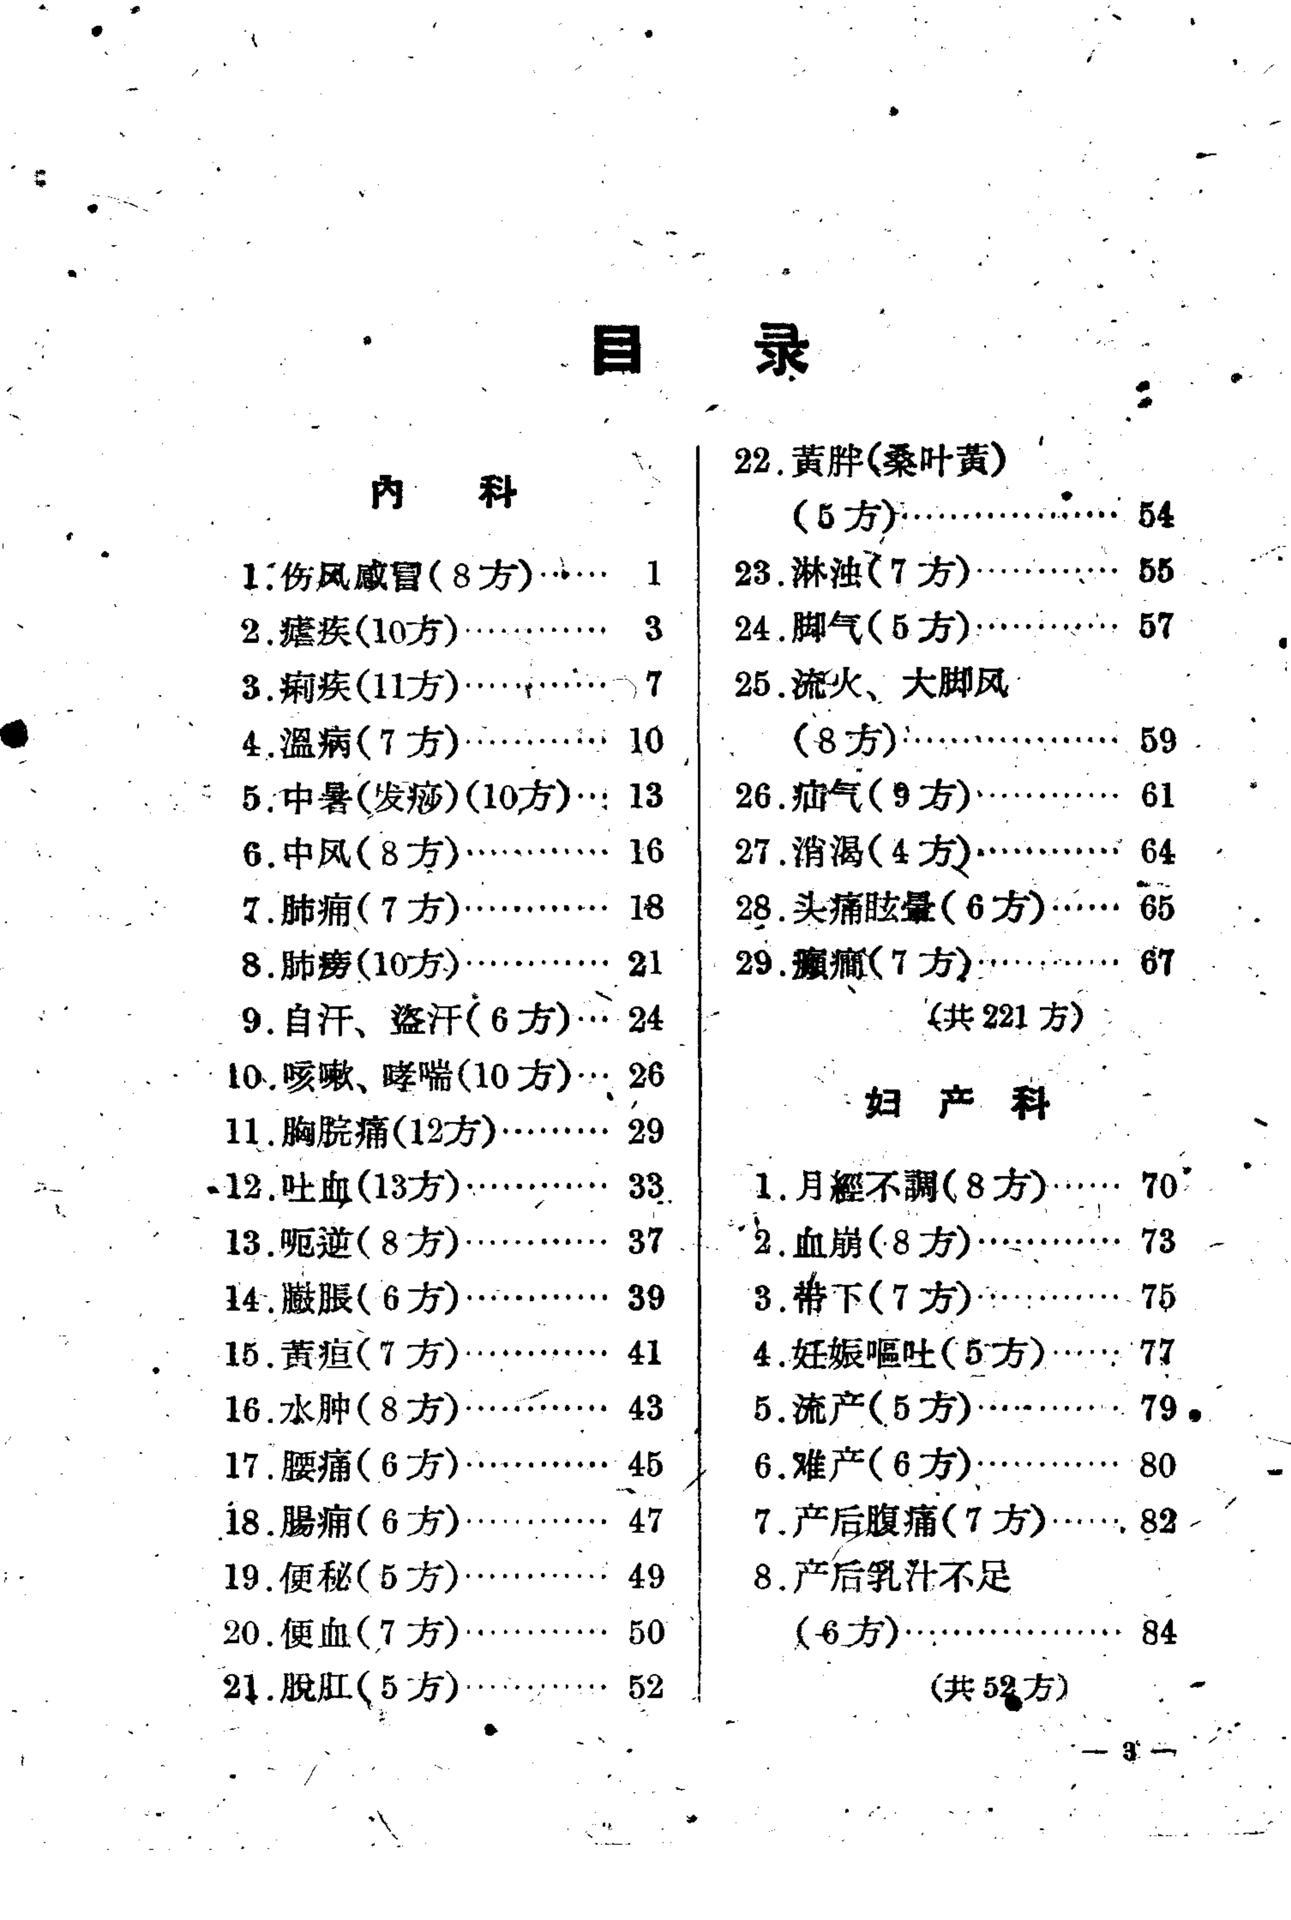 目 录
內 科
1.伤风感冒(8方)…… 1
2.瘧疾(10方)………… 3
3.痢疾(11方)………… 7
4.溫病(7方)………… 10
5.中暑(发痧)(10方)… 13
6.中风(8方)………… 16
7.肺痈(7方)………… 18
8.肺痨(10方)………… 21
9.自汗、盗汗(6方)… 24
10.咳嗽、哮喘(10方)… 26
11.胸脘痛(12方)……… 29
12.吐血(13方)………… 33
13.呃逆(8方)………… 37
14.臌脹(6方)………… 39
15.黃疸(7方)………… 41
16.水肿(8方)………… 43
17.腰痛(6方)………… 45
18.腸痈(6方)………… 47
19.便秘(5方)………… 49
20.便血(7方)………… 50
21.脫肛(5方)………… 52
22.黃胖(桑叶黃)
(5方)……………… 54
23.淋浊(7方)………… 55
24.脚气(5方)………… 57
25.流火、大脚风
(8方)……………… 59
26.疝气(9方)………… 61
27.消渴(4方)………… 64
28.头痛眩暈(6方)…… 65
29.癲癇(7方)………… 67
(共221方)
妇 产 科
1.月經不調(8方)…… 70
2.血崩(8方)………… 73
3.带下(7方)………… 75
4.妊娠嘔吐(5方)…… 77
5.流产(5方)………… 79
6.难产(6方)………… 80
7.产后腹痛(7方)…… 82
8.产后乳汁不足
(6方)……………… 84
(共52方)
— 3 —